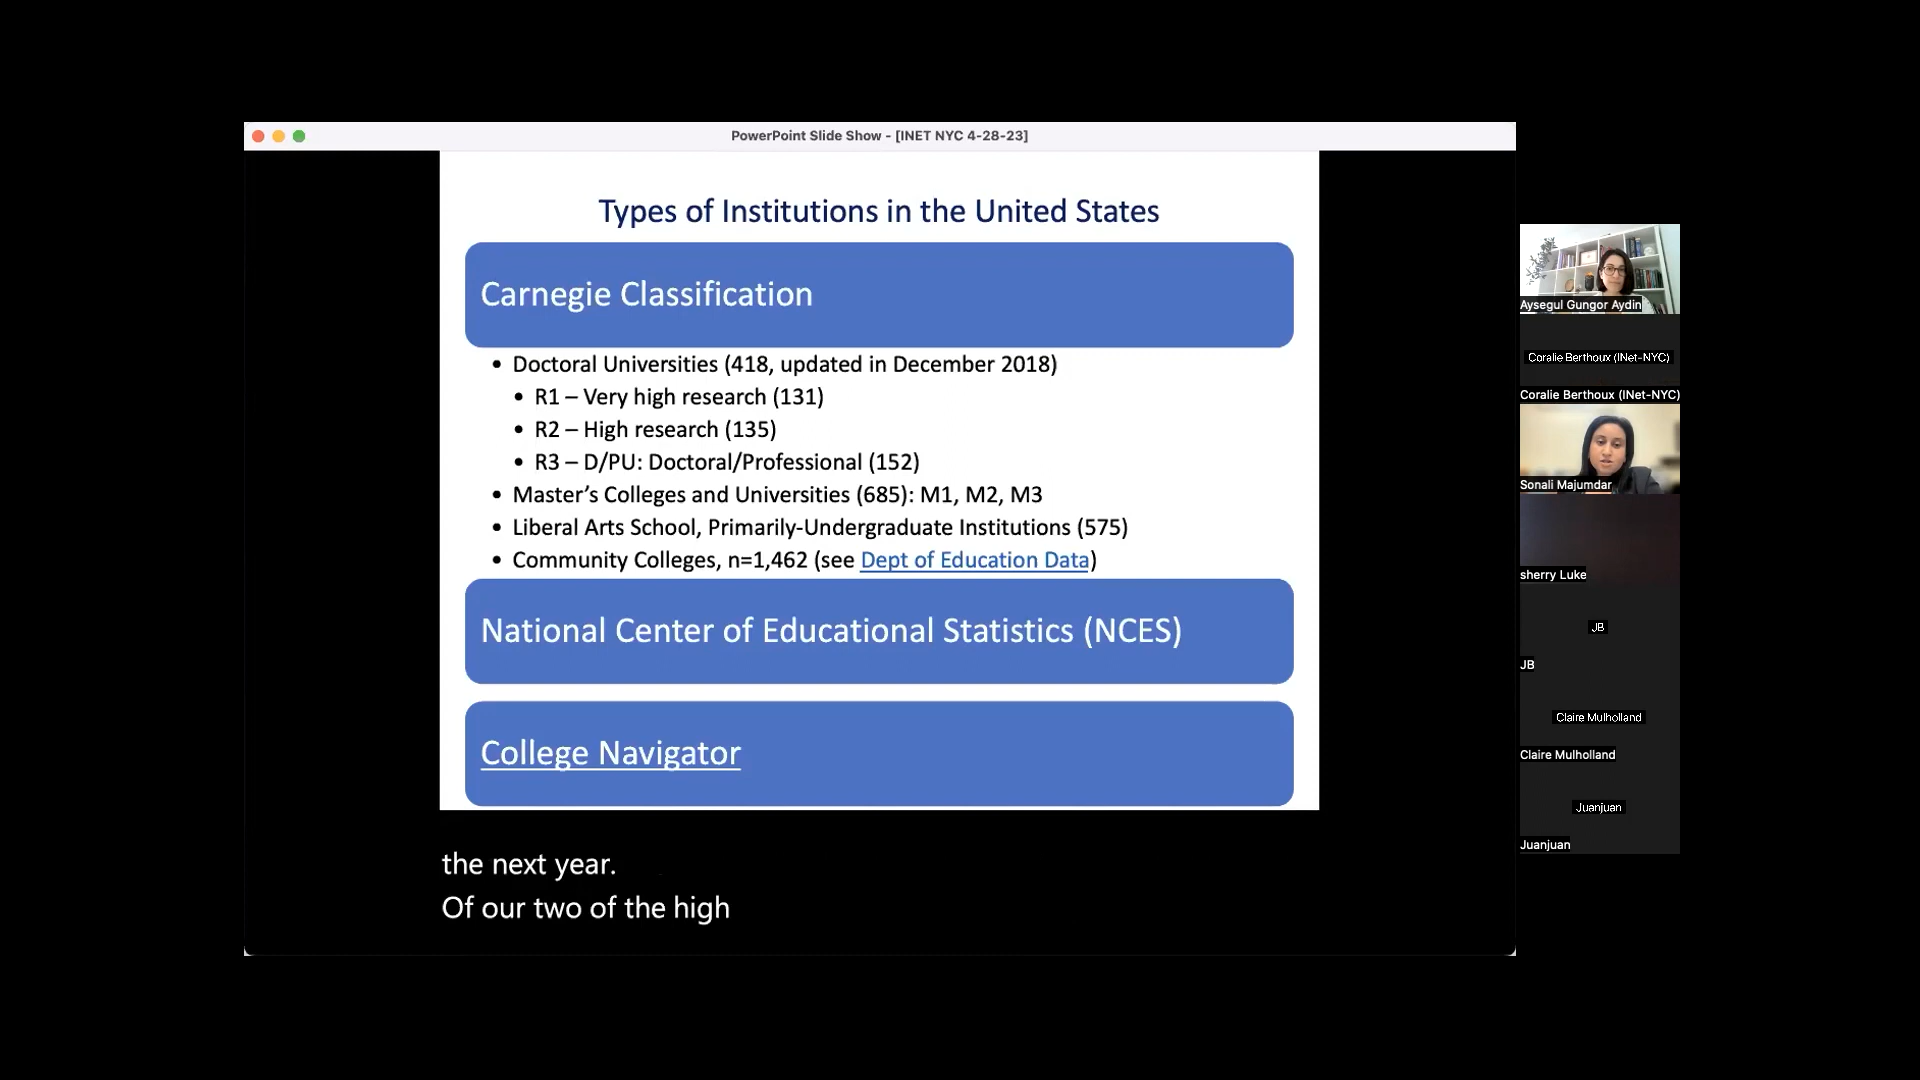 PowerPoint Slide Show - [INET NYC 4-28-23]
Types of Institutions in the United States
Carnegie Classification
• Doctoral Universities (418, updated in December 2018)
• R1 – Very high research (131)
• R2 – High research (135)
• R3 – D/PU: Doctoral/Professional (152)
• Master’s Colleges and Universities (685): M1, M2, M3
• Liberal Arts School, Primarily-Undergraduate Institutions (575)
• Community Colleges, n=1,462 (see Dept of Education Data)
National Center of Educational Statistics (NCES)
College Navigator
the next year.
Of our two of the high
Aysegul Gungor Aydin
Coralie Berthoux (INet-NYC)
Coralie Berthoux (INet-NYC)
Sonali Majumdar
sherry Luke
JB
JB
Claire Mulholland
Claire Mulholland
Juanjuan
Juanjuan